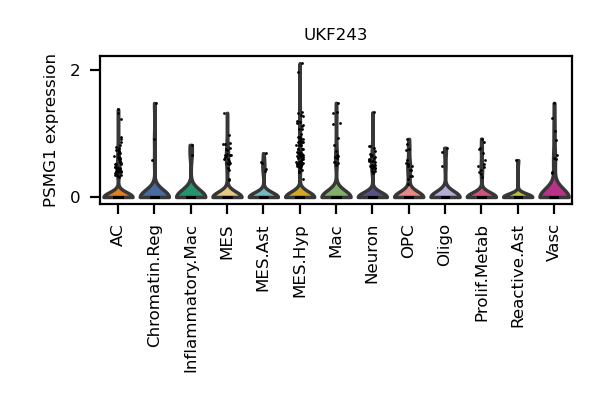 UKF243
PSMG1 expression
2
0
AC
Chromatin.Reg
Inflammatory.Mac
MES
MES.Ast
MES.Hyp
Mac
Neuron
OPC
Oligo
Prolif.Metab
Reactive.Ast
Vasc